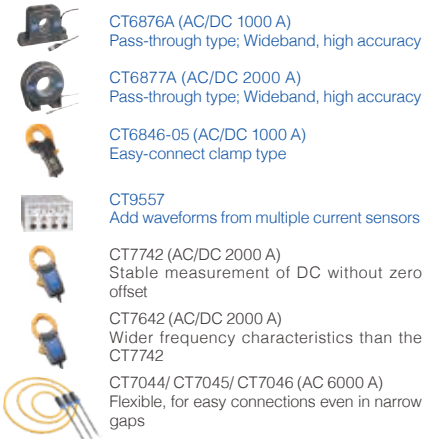 CT6876A (AC/DC 1000 A)
Pass-through type; Wideband, high accuracy
CT6877A (AC/DC 2000 A)
Pass-through type; Wideband, high accuracy
CT6846-05 (AC/DC 1000 A)
Easy-connect clamp type
CT9557
Add waveforms from multiple current sensors
CT7742 (AC/DC 2000 A)
Stable measurement of DC without zero
offset
CT7642 (AC/DC 2000 A)
Wider frequency characteristics than the
CT7742
CT7044/ CT7045/ CT7046 (AC 6000 A)
Flexible, for easy connections even in narrow
gaps